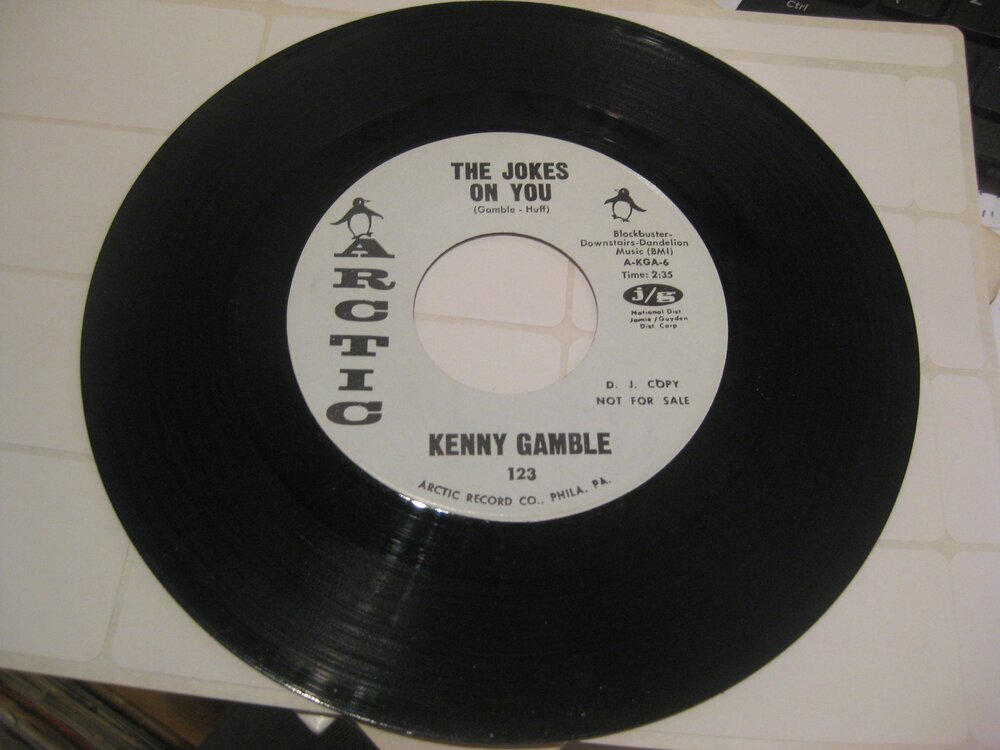 THE JOKES
ON YOU
(Gamble - Huff)
ARCTIC
Blockbuster-
Downstairs-Dandelion
Music (BMI)
A-KGA-6
Time: 2:35
j/g
National Dist.
Jamie/Guyden
Dist Corp
D. J. COPY
NOT FOR SALE
KENNY GAMBLE
123
ARCTIC RECORD CO., PHILA. PA.
Ctrl